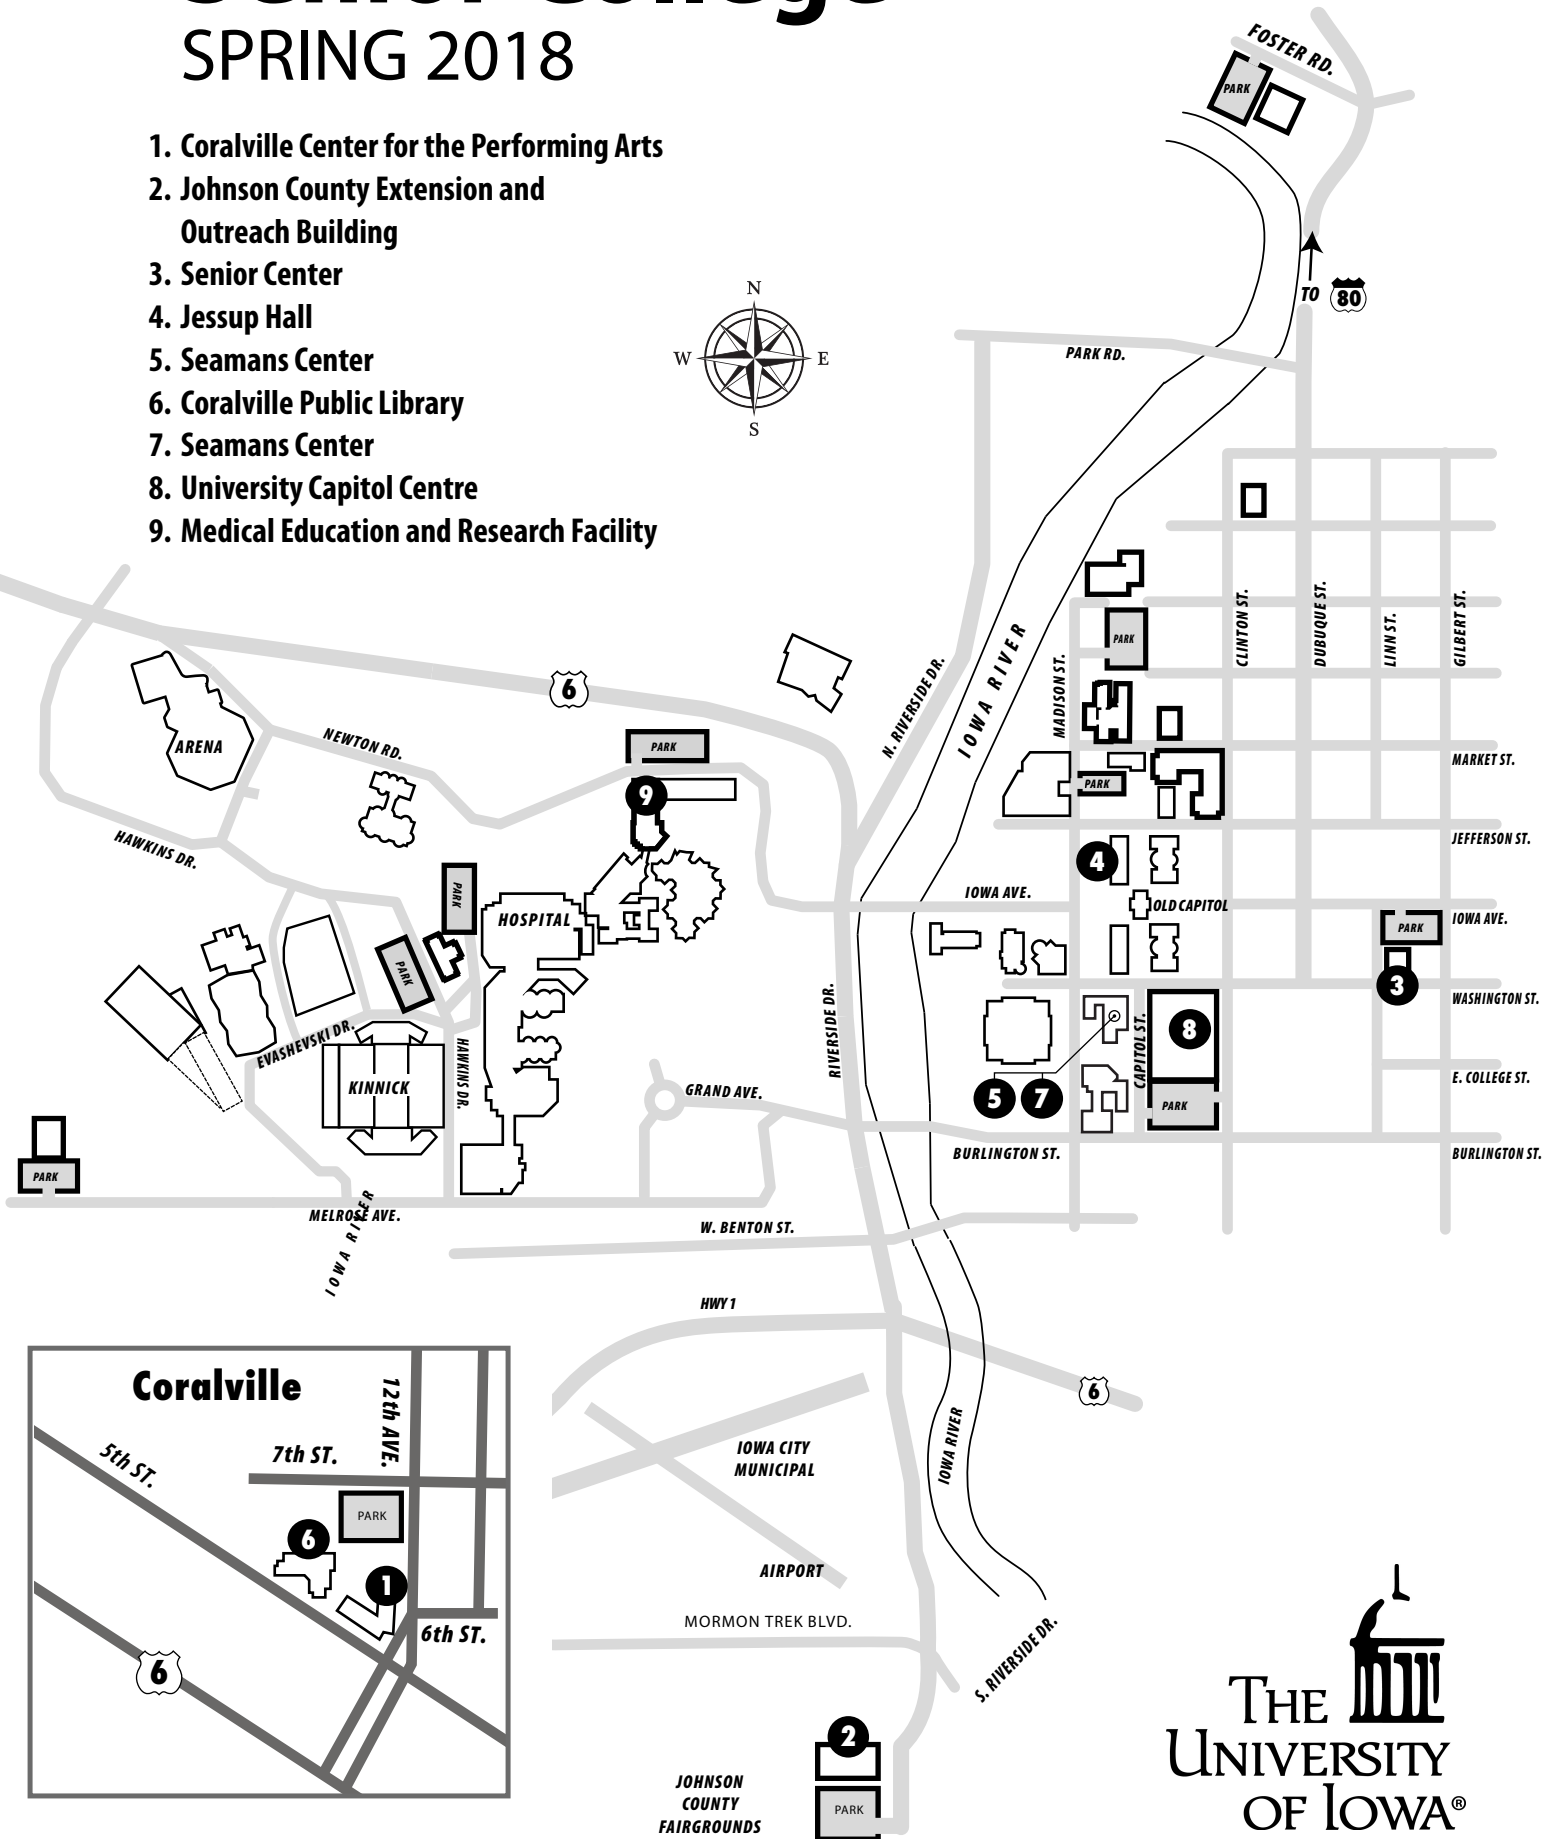 Senior College
SPRING 2018
1. Coralville Center for the Performing Arts
2. Johnson County Extension and
Outreach Building
3. Senior Center
4. Jessup Hall
5. Seamans Center
6. Coralville Public Library
7. Seamans Center
8. University Capitol Centre
9. Medical Education and Research Facility
N
W
E
S
FOSTER RD.
PARK
TO 80
PARK RD.
CLINTON ST.
DUBUQUE ST.
LINN ST.
GILBERT ST.
PARK
MADISON ST.
IOWA RIVER
N. RIVERSIDE DR.
6
ARENA
NEWTON RD.
PARK
9
HAWKINS DR.
MARKET ST.
PARK
JEFFERSON ST.
4
IOWA AVE.
OLD CAPITOL
PARK
IOWA AVE.
3
WASHINGTON ST.
PARK
HOSPITAL
PARK
EVASHEVSKI DR.
KINNICK
HAWKINS DR.
RIVERSIDE DR.
GRAND AVE.
5
7
CAPITOL ST.
8
PARK
E. COLLEGE ST.
BURLINGTON ST.
BURLINGTON ST.
PARK
MELROSE AVE.
IOWA RIVER
W. BENTON ST.
HWY 1
6
IOWA RIVER
IOWA CITY
MUNICIPAL
AIRPORT
MORMON TREK BLVD.
S. RIVERSIDE DR.
2
PARK
JOHNSON
COUNTY
FAIRGROUNDS
Coralville
12th AVE.
5th ST.
7th ST.
PARK
6
1
6th ST.
6
THE
UNIVERSITY
OF IOWA®